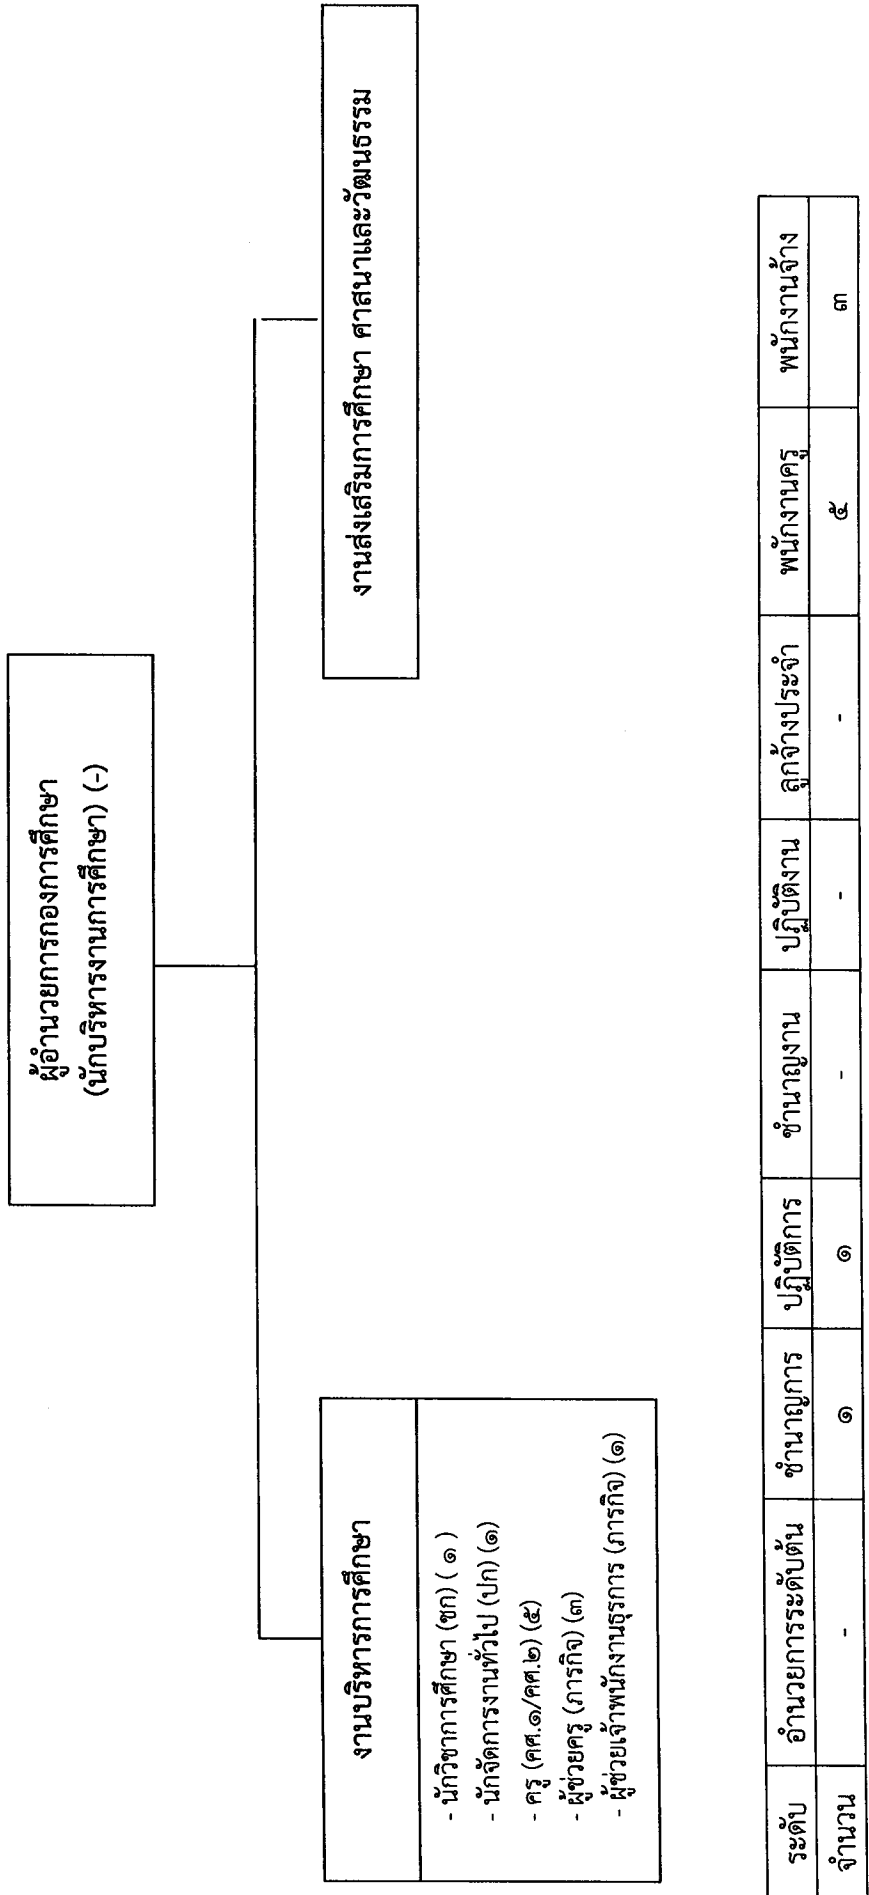 ผู้อำนวยการกองการศึกษา
(นักบริหารงานการศึกษา) (-)
งานบริหารการศึกษา
- นักวิชาการศึกษา (ชก) ( ๑ )
- นักจัดการงานทั่วไป (ปก) (๑)
- ครู (คศ.๑/คศ.๒) (๕)
- ผู้ช่วยครู (ภารกิจ) (๓)
- ผู้ช่วยเจ้าพนักงานธุรการ (ภารกิจ) (๑)
งานส่งเสริมการศึกษา ศาสนาและวัฒนธรรม
ระดับ อำนวยการระดับต้น ชำนาญการ ปฏิบัติการ ชำนาญงาน ปฏิบัติงาน ลูกจ้างประจำ พนักงานครู พนักงานจ้าง
จำนวน - ๑ ๑ - - - ๕ ๓